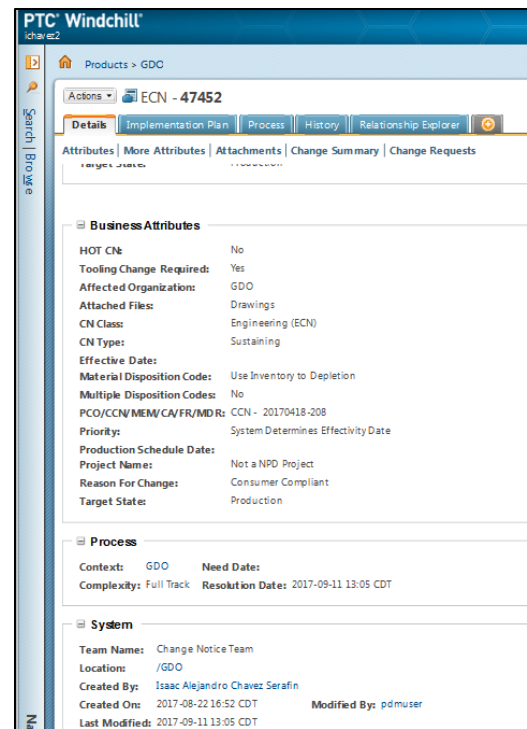 PTC® Windchill®
ichavez2
Products > GDO
Actions ECN - 47452
Details Implementation Plan Process History Relationship Explorer
Attributes | More Attributes | Attachments | Change Summary | Change Requests
Target State: Production
Search | Browse
Business Attributes
HOT CN: No
Tooling Change Required: Yes
Affected Organization: GDO
Attached Files: Drawings
CN Class: Engineering (ECN)
CN Type: Sustaining
Effective Date:
Material Disposition Code: Use Inventory to Depletion
Multiple Disposition Codes: No
PCO/CCN/MEM/CA/FR/MDR: CCN - 20170418-208
Priority: System Determines Effectivity Date
Production Schedule Date:
Project Name: Not a NPD Project
Reason For Change: Consumer Compliant
Target State: Production
Process
Context: GDO Need Date:
Complexity: Full Track Resolution Date: 2017-09-11 13:05 CDT
System
Team Name: Change Notice Team
Location: /GDO
Created By: Isaac Alejandro Chavez Serafin
Created On: 2017-08-22 16:52 CDT Modified By: pdmuser
Last Modified: 2017-09-11 13:05 CDT